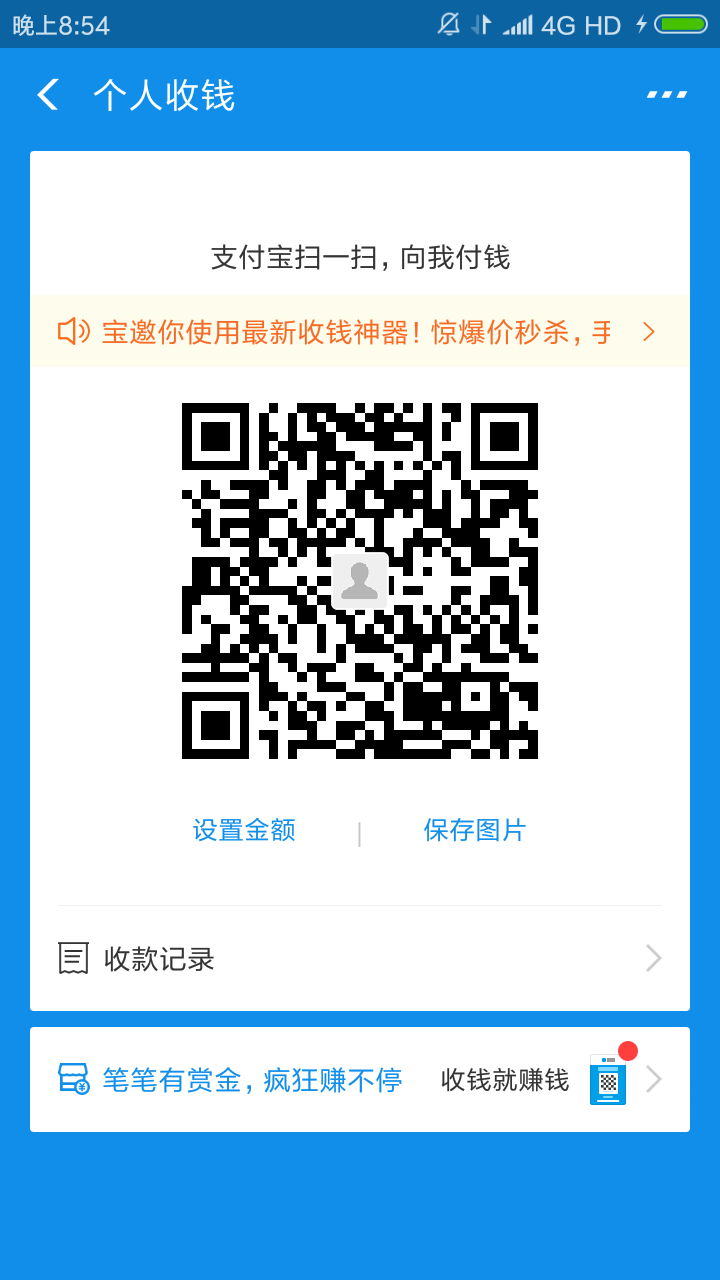 晚上8:54 4G HD
个人收钱
支付宝扫一扫，向我付钱
宝邀你使用最新收钱神器！惊爆价秒杀，手
设置金额 | 保存图片
收款记录
笔笔有赏金，疯狂赚不停 收钱就赚钱